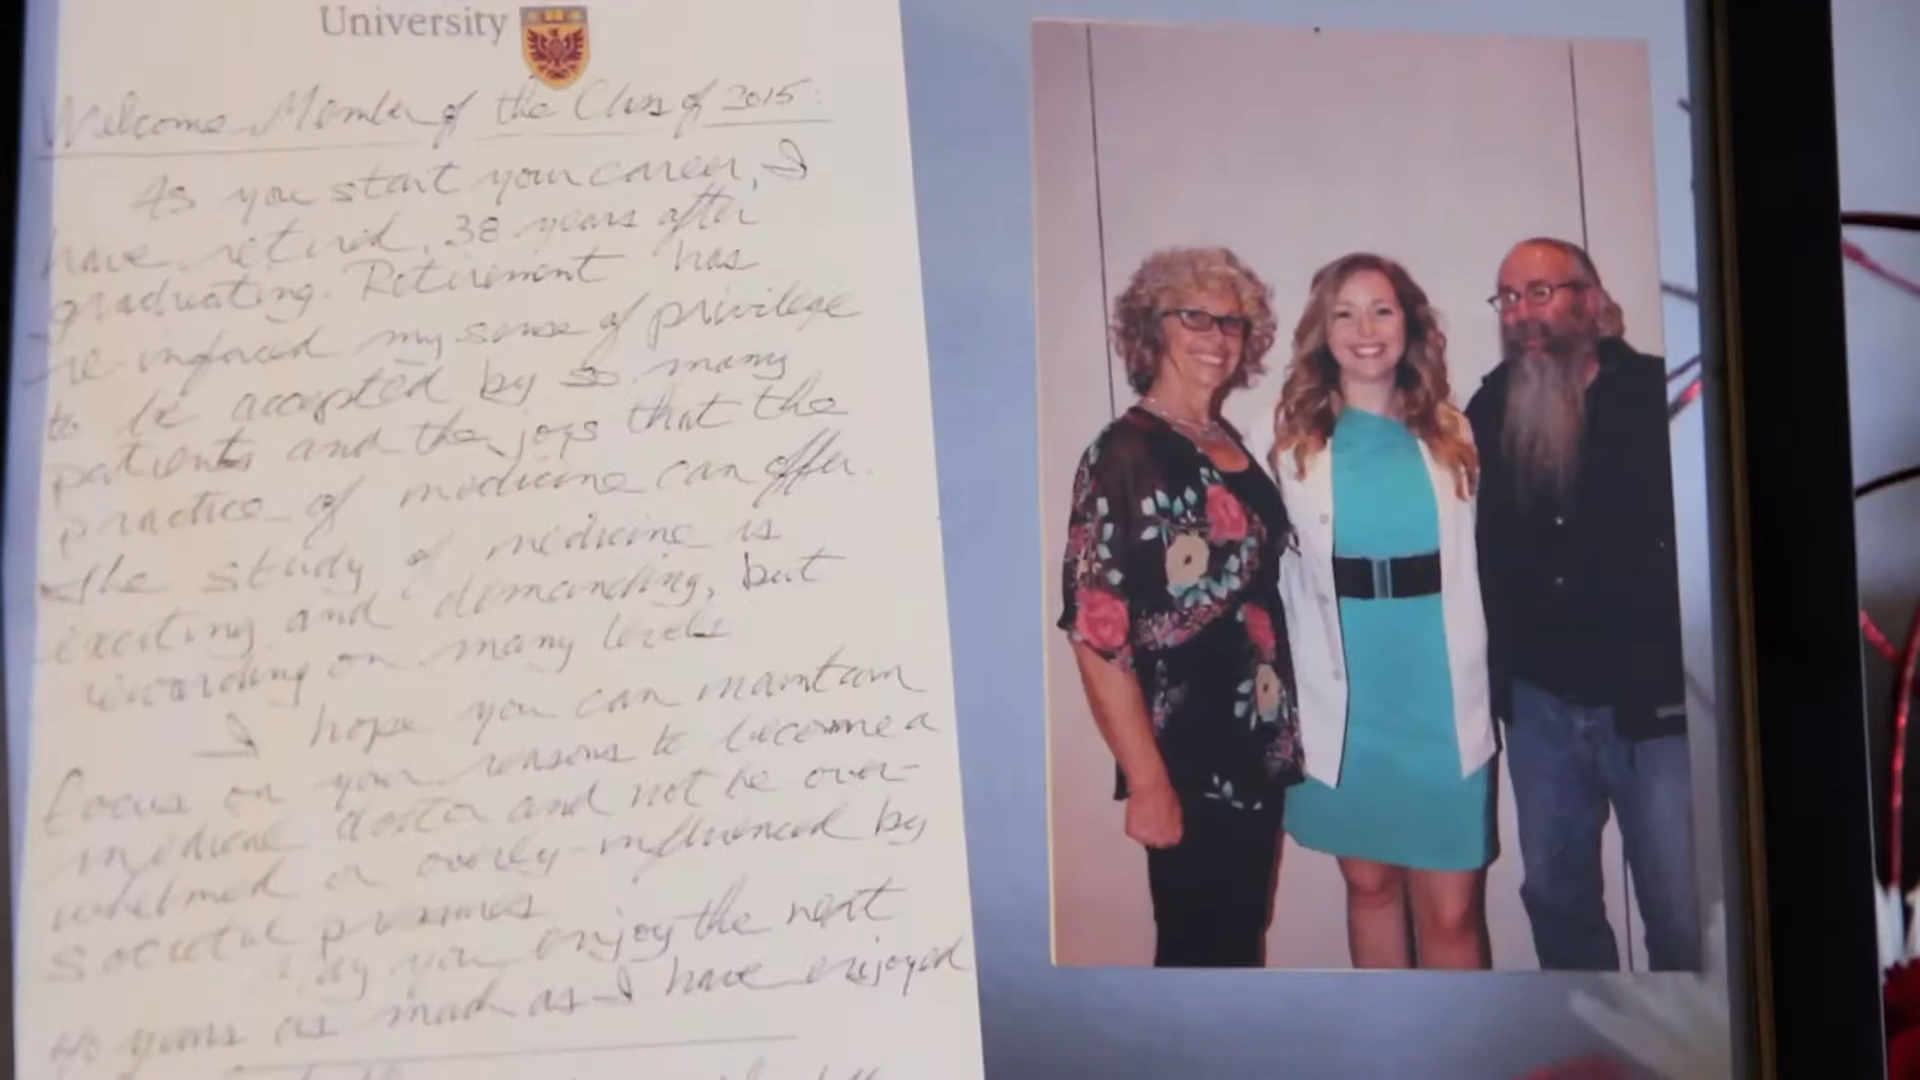 University
Welcome Member of the Class of 2015:
As you start your career, I
have retired, 38 years after
graduating. Retirement has
re-inforced my sense of privilege
to be accepted by so many
patients and the joys that the
practice of medicine can offer.
The study of medicine is
exciting and demanding, but
rewarding on many levels
I hope you can maintain
focus on your reasons to become a
medical doctor and not be over-
whelmed or overly-influenced by
societal pressures
May you enjoy the next
40 years as much as I have enjoyed